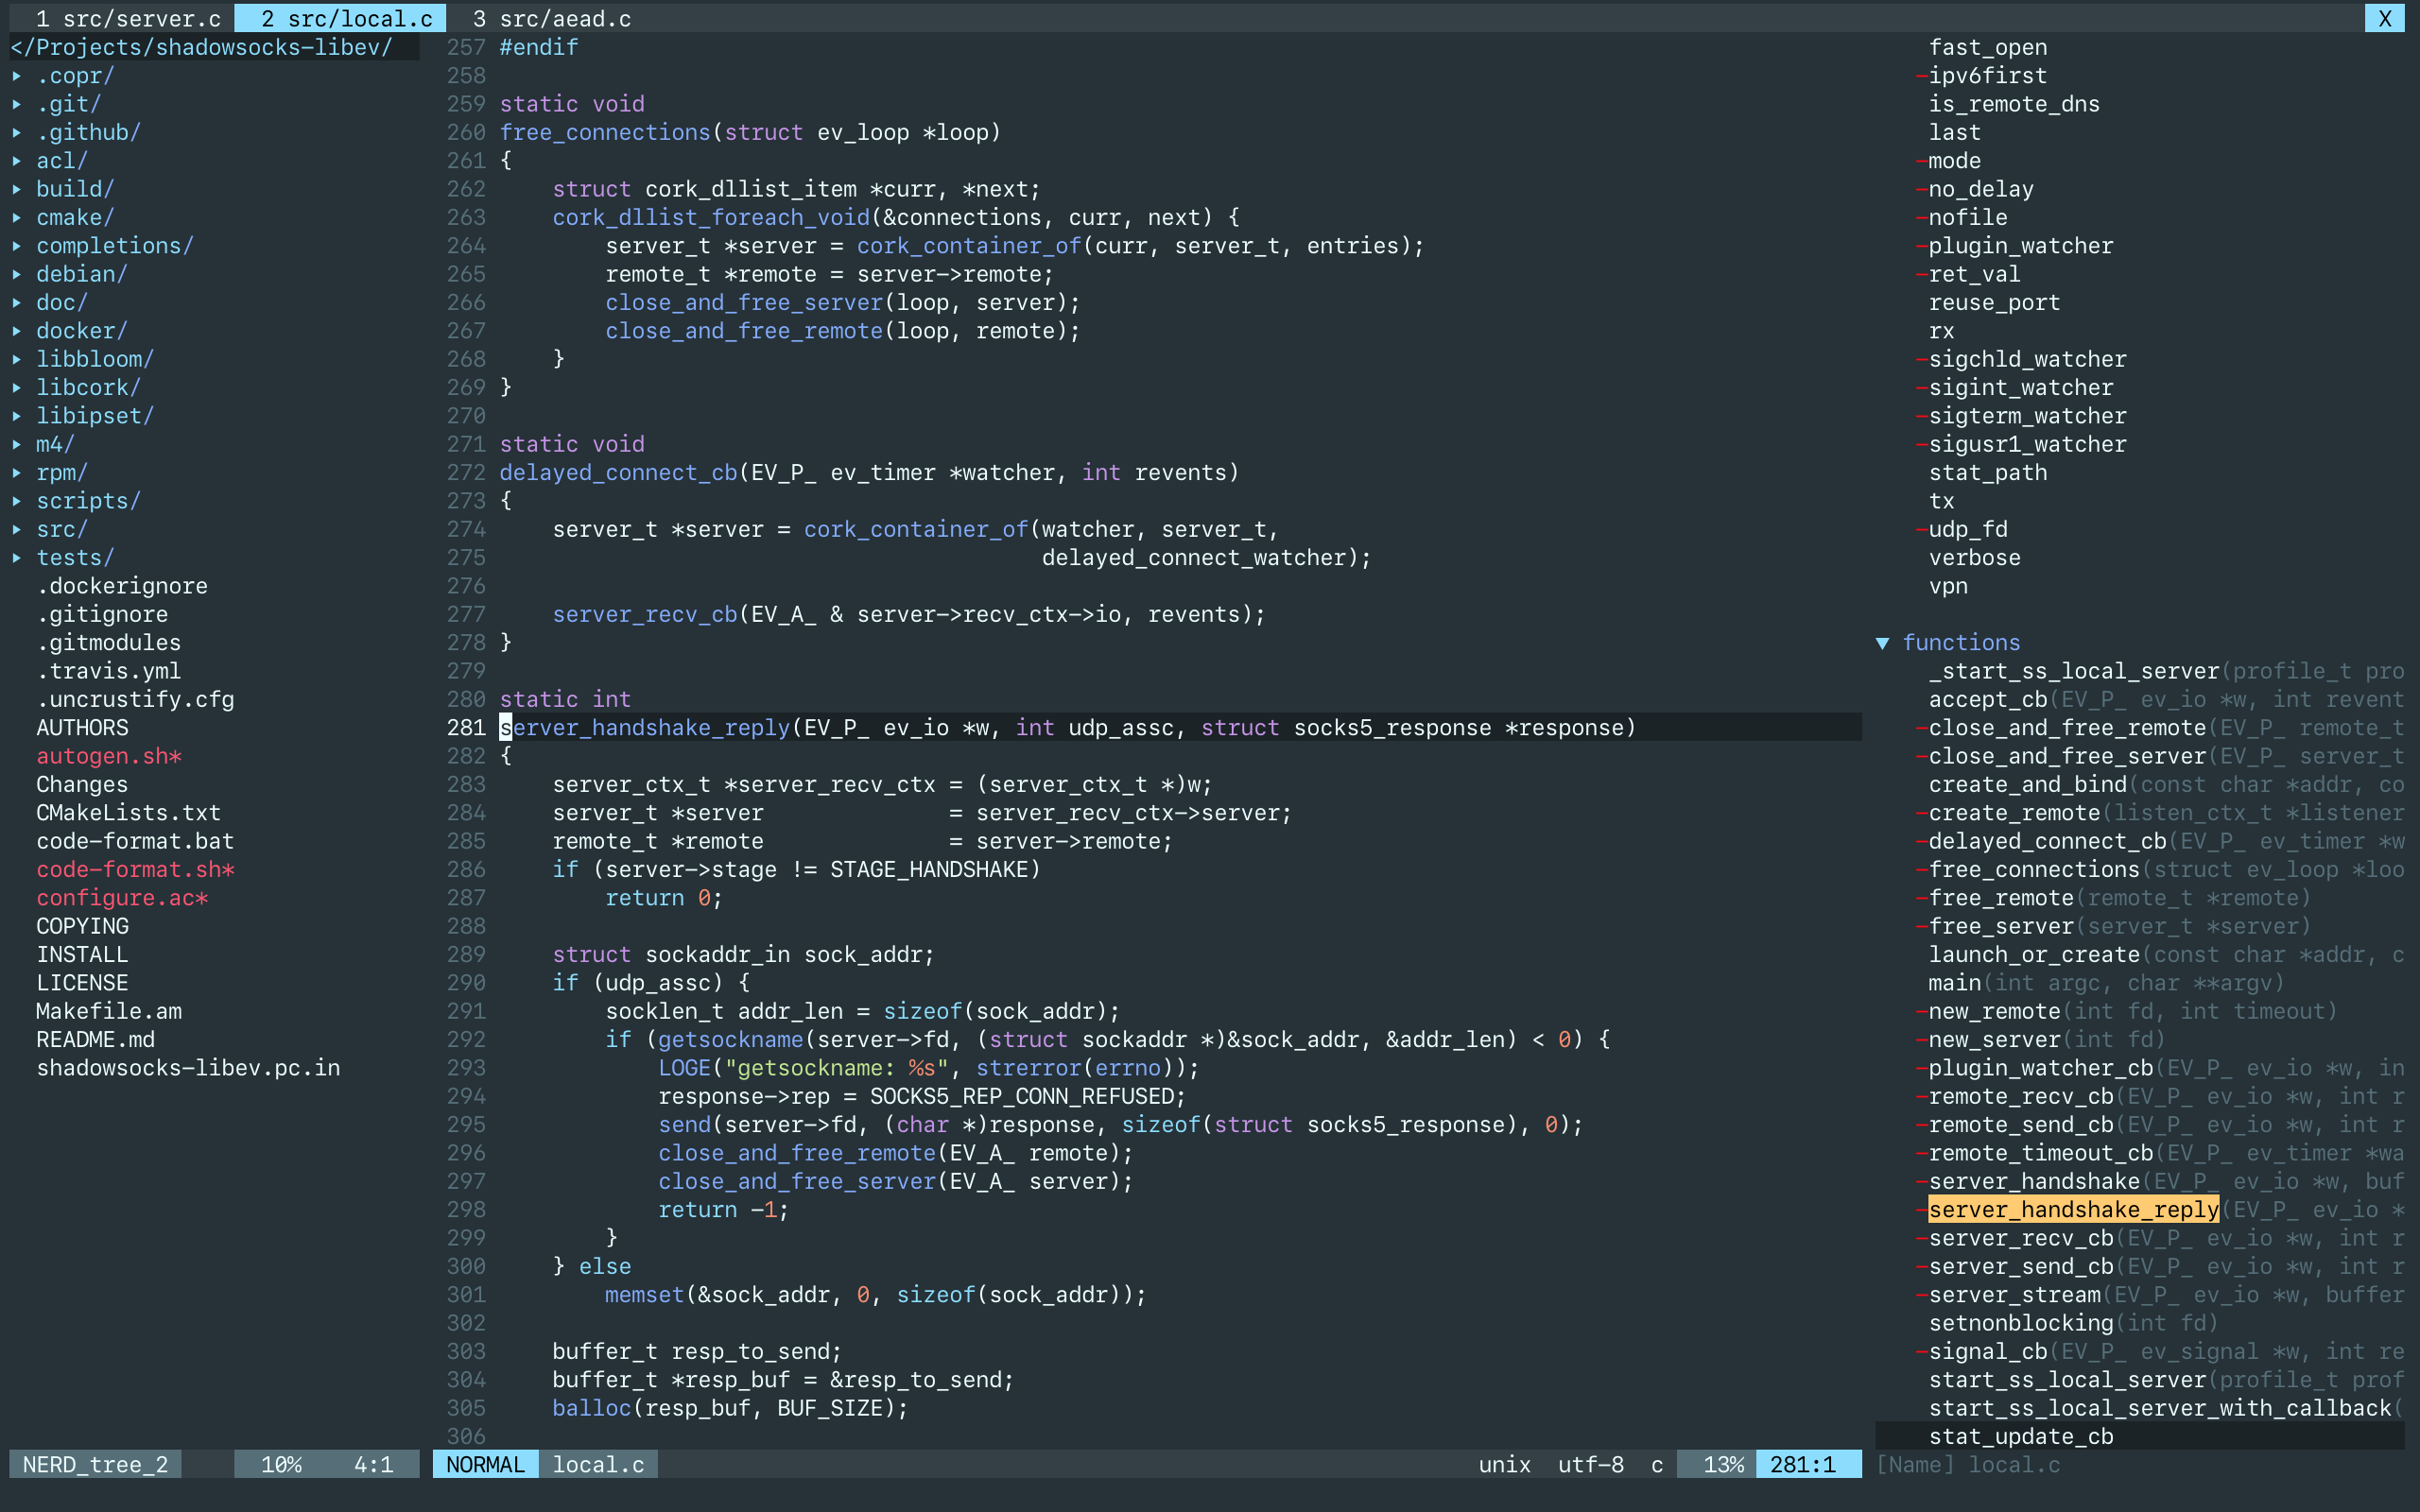 1 src/server.c  2 src/local.c  3 src/aead.c  X
</Projects/shadowsocks-libev/
▸ .copr/
▸ .git/
▸ .github/
▸ acl/
▸ build/
▸ cmake/
▸ completions/
▸ debian/
▸ doc/
▸ docker/
▸ libbloom/
▸ libcork/
▸ libipset/
▸ m4/
▸ rpm/
▸ scripts/
▸ src/
▸ tests/
.dockerignore
.gitignore
.gitmodules
.travis.yml
.uncrustify.cfg
AUTHORS
autogen.sh*
Changes
CMakeLists.txt
code-format.bat
code-format.sh*
configure.ac*
COPYING
INSTALL
LICENSE
Makefile.am
README.md
shadowsocks-libev.pc.in
257 #endif
258
259 static void
260 free_connections(struct ev_loop *loop)
261 {
262     struct cork_dllist_item *curr, *next;
263     cork_dllist_foreach_void(&connections, curr, next) {
264         server_t *server = cork_container_of(curr, server_t, entries);
265         remote_t *remote = server->remote;
266         close_and_free_server(loop, server);
267         close_and_free_remote(loop, remote);
268     }
269 }
270
271 static void
272 delayed_connect_cb(EV_P_ ev_timer *watcher, int revents)
273 {
274     server_t *server = cork_container_of(watcher, server_t,
275                                          delayed_connect_watcher);
276
277     server_recv_cb(EV_A_ & server->recv_ctx->io, revents);
278 }
279
280 static int
281 server_handshake_reply(EV_P_ ev_io *w, int udp_assc, struct socks5_response *response)
282 {
283     server_ctx_t *server_recv_ctx = (server_ctx_t *)w;
284     server_t *server              = server_recv_ctx->server;
285     remote_t *remote              = server->remote;
286     if (server->stage != STAGE_HANDSHAKE)
287         return 0;
288
289     struct sockaddr_in sock_addr;
290     if (udp_assc) {
291         socklen_t addr_len = sizeof(sock_addr);
292         if (getsockname(server->fd, (struct sockaddr *)&sock_addr, &addr_len) < 0) {
293             LOGE("getsockname: %s", strerror(errno));
294             response->rep = SOCKS5_REP_CONN_REFUSED;
295             send(server->fd, (char *)response, sizeof(struct socks5_response), 0);
296             close_and_free_remote(EV_A_ remote);
297             close_and_free_server(EV_A_ server);
298             return -1;
299         }
300     } else
301         memset(&sock_addr, 0, sizeof(sock_addr));
302
303     buffer_t resp_to_send;
304     buffer_t *resp_buf = &resp_to_send;
305     balloc(resp_buf, BUF_SIZE);
306
fast_open
-ipv6first
is_remote_dns
last
-mode
-no_delay
-nofile
-plugin_watcher
-ret_val
reuse_port
rx
-sigchld_watcher
-sigint_watcher
-sigterm_watcher
-sigusr1_watcher
stat_path
tx
-udp_fd
verbose
vpn
▼ functions
_start_ss_local_server(profile_t pro
accept_cb(EV_P_ ev_io *w, int revent
-close_and_free_remote(EV_P_ remote_t
-close_and_free_server(EV_P_ server_t
create_and_bind(const char *addr, co
-create_remote(listen_ctx_t *listener
-delayed_connect_cb(EV_P_ ev_timer *w
-free_connections(struct ev_loop *loo
-free_remote(remote_t *remote)
-free_server(server_t *server)
launch_or_create(const char *addr, c
main(int argc, char **argv)
-new_remote(int fd, int timeout)
-new_server(int fd)
-plugin_watcher_cb(EV_P_ ev_io *w, in
-remote_recv_cb(EV_P_ ev_io *w, int r
-remote_send_cb(EV_P_ ev_io *w, int r
-remote_timeout_cb(EV_P_ ev_timer *wa
-server_handshake(EV_P_ ev_io *w, buf
-server_handshake_reply(EV_P_ ev_io *
-server_recv_cb(EV_P_ ev_io *w, int r
-server_send_cb(EV_P_ ev_io *w, int r
-server_stream(EV_P_ ev_io *w, buffer
setnonblocking(int fd)
-signal_cb(EV_P_ ev_signal *w, int re
start_ss_local_server(profile_t prof
start_ss_local_server_with_callback(
stat_update_cb
NERD_tree_2  10%  4:1  NORMAL  local.c  unix  utf-8  c  13%  281:1  [Name] local.c